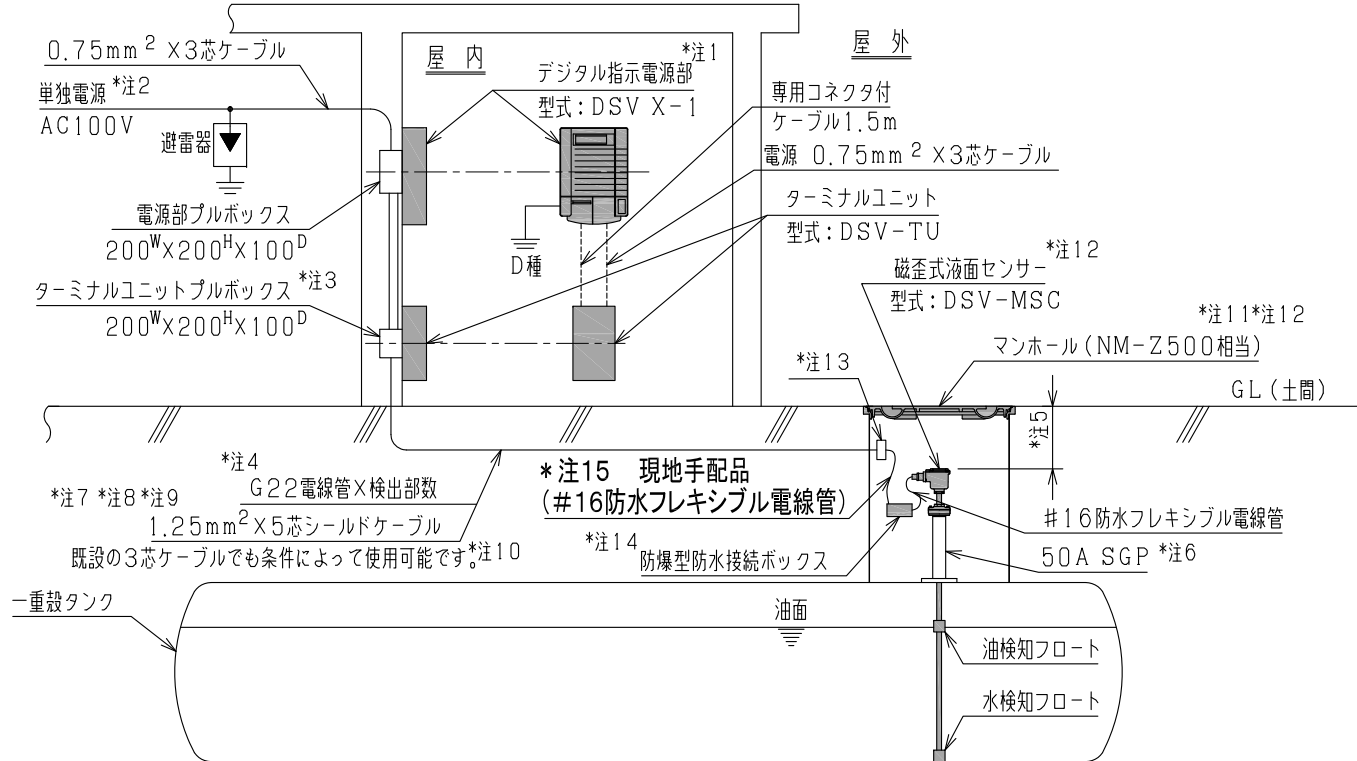 0.75mm²×3芯ケーブル
単独電源 *注2
AC100V
避雷器
電源部プルボックス
200ᵂX200ᴴX100ᴰ
ターミナルユニットプルボックス *注3
200ᵂX200ᴴX100ᴰ
屋 内
デジタル指示電源部 *注1
型式:DSV X-1
D種
屋 外
専用コネクタ付
ケーブル1.5m
電源 0.75mm²×3芯ケーブル
ターミナルユニット
型式:DSV-TU
*注12
磁歪式液面センサー
型式:DSV-MSC
*注11*注12
マンホール(NM-Z500相当)
*注13
GL(土間)
*注5
*注4
G22電線管×検出部数
*注7 *注8 *注9
1.25mm²×5芯シールドケーブル
既設の3芯ケーブルでも条件によって使用可能です。*注10
*注15 現地手配品
(#16防水フレキシブル電線管)
*注14 防爆型防水接続ボックス
#16防水フレキシブル電線管
50A SGP *注6
一重殻タンク
油面
油検知フロート
水検知フロート